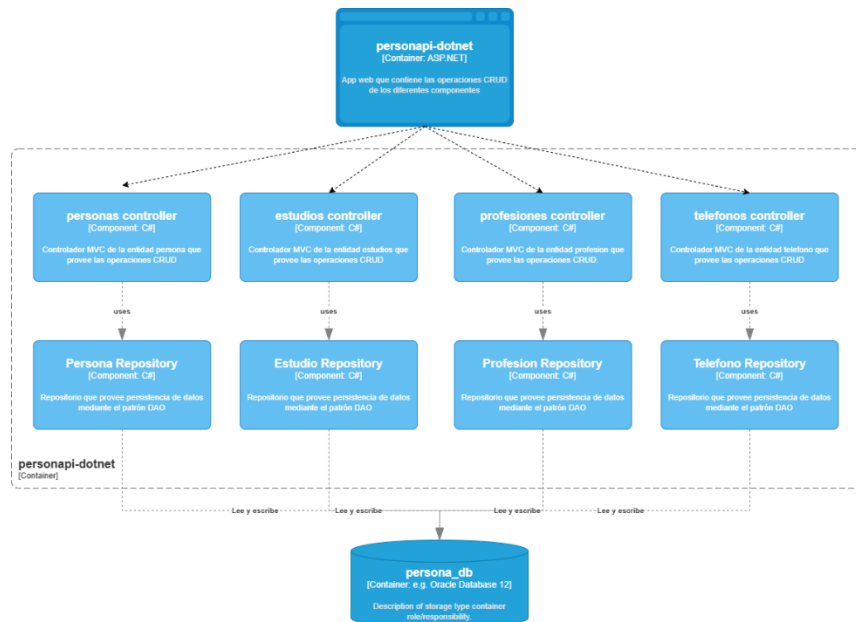 personapi-dotnet
[Container: ASP.NET]
App web que contiene las operaciones CRUD
de los diferentes componentes
personas controller
[Component: C#]
Controlador MVC de la entidad persona que
provee las operaciones CRUD
estudios controller
[Component: C#]
Controlador MVC de la entidad estudios que
provee las operaciones CRUD
profesiones controller
[Component: C#]
Controlador MVC de la entidad profesion que
provee las operaciones CRUD.
telefonos controller
[Component: C#]
Controlador MVC de la entidad telefono que
provee las operaciones CRUD
uses
uses
uses
uses
Persona Repository
[Component: C#]
Repositorio que provee persistencia de datos
mediante el patrón DAO
Estudio Repository
[Component: C#]
Repositorio que provee persistencia de datos
mediante el patrón DAO
Profesion Repository
[Component: C#]
Repositorio que provee persistencia de datos
mediante el patrón DAO
Telefono Repository
[Component: C#]
Repositorio que provee persistencia de datos
mediante el patrón DAO
personapi-dotnet
[Container]
Lee y escribe
Lee y escribe
Lee y escribe
Lee y escribe
persona_db
[Container: e.g. Oracle Database 12]
Description of storage type container
role/responsibility.